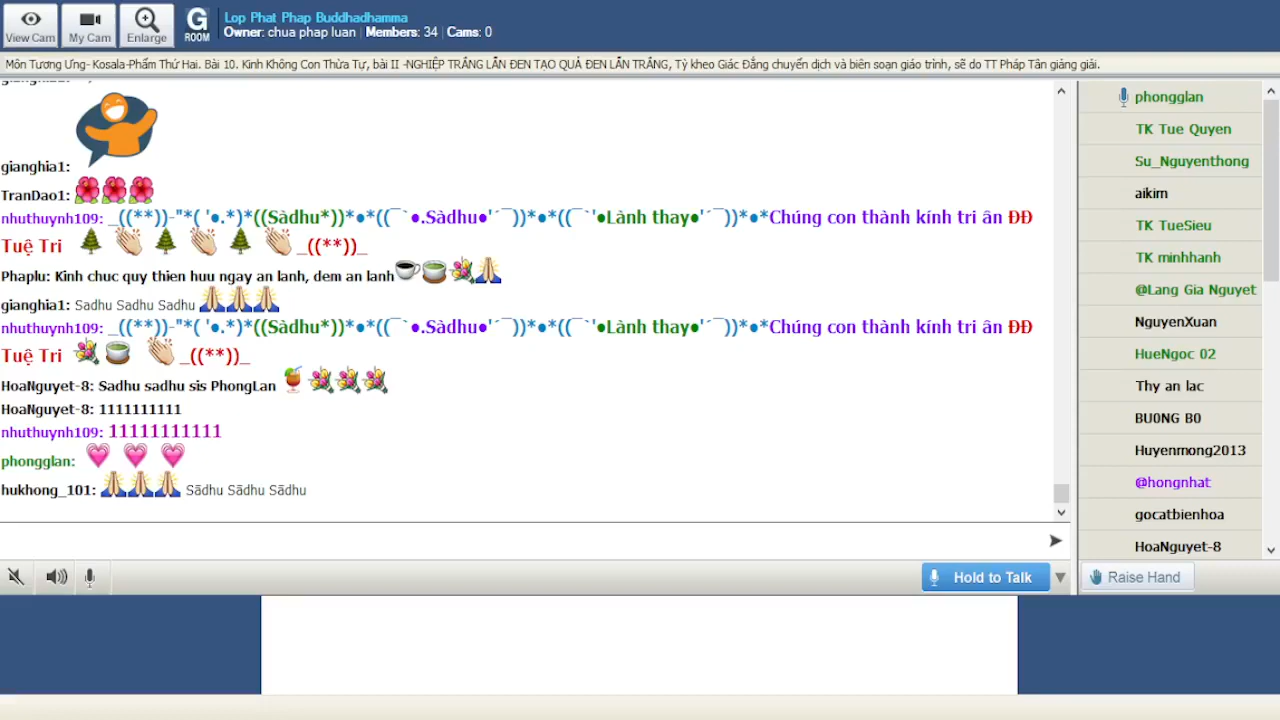 View Cam
My Cam
Enlarge
G
ROOM
Lop Phat Phap Buddhadhamma
Owner: chua phap luan | Members: 34 | Cams: 0
Môn Tương Ưng- Kosala-Phẩm Thứ Hai. Bài 10. Kinh Không Con Thừa Tự, bài II -NGHIỆP TRẮNG LẪN ĐEN TẠO QUẢ ĐEN LẪN TRẮNG, Tỳ kheo Giác Đẳng chuyển dịch và biên soạn giáo trình, sẽ do TT Pháp Tân giảng giải.
gianghia1:
TranDao1:
nhuthuynh109: _((**))-"*( '●.*)*((Sàdhu*))*●*((¯`●.Sàdhu●'´¯))*●*((¯`'●Lành thay●'´¯))*●*Chúng con thành kính tri ân ĐĐ
Tuệ Tri _((**))_
Phaplu: Kinh chuc quy thien huu ngay an lanh, dem an lanh
gianghia1: Sadhu Sadhu Sadhu
nhuthuynh109: _((**))-"*( '●.*)*((Sàdhu*))*●*((¯`●.Sàdhu●'´¯))*●*((¯`'●Lành thay●'´¯))*●*Chúng con thành kính tri ân ĐĐ
Tuệ Tri _((**))_
HoaNguyet-8: Sadhu sadhu sis PhongLan
HoaNguyet-8: 1111111111
nhuthuynh109: 11111111111
phongglan:
hukhong_101: Sādhu Sādhu Sādhu
Hold to Talk
phongglan
TK Tue Quyen
Su_Nguyenthong
aikim
TK TueSieu
TK minhhanh
@Lang Gia Nguyet
NguyenXuan
HueNgoc 02
Thy an lac
BU0NG B0
Huyenmong2013
@hongnhat
gocatbienhoa
HoaNguyet-8
Raise Hand